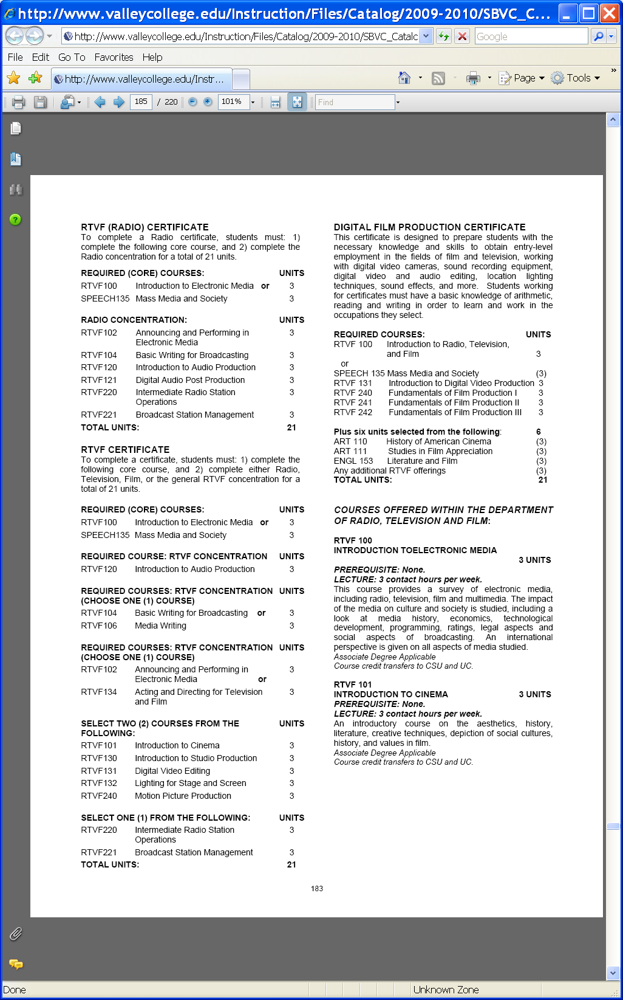 http://www.valleycollege.edu/Instruction/Files/Catalog/2009-2010/SBVC_C...
http://www.valleycollege.edu/Instruction/Files/Catalog/2009-2010/SBVC_Catalc
Google
File Edit Go To Favorites Help
http://www.valleycollege.edu/Instr...
Page Tools »
185 / 220 101% Find
RTVF (RADIO) CERTIFICATE
To complete a Radio certificate, students must: 1)
complete the following core course, and 2) complete the
Radio concentration for a total of 21 units.
REQUIRED (CORE) COURSES: UNITS
RTVF100 Introduction to Electronic Media or 3
SPEECH135 Mass Media and Society 3
RADIO CONCENTRATION: UNITS
RTVF102 Announcing and Performing in 3
Electronic Media
RTVF104 Basic Writing for Broadcasting 3
RTVF120 Introduction to Audio Production 3
RTVF121 Digital Audio Post Production 3
RTVF220 Intermediate Radio Station 3
Operations
RTVF221 Broadcast Station Management 3
TOTAL UNITS: 21
RTVF CERTIFICATE
To complete a certificate, students must: 1) complete the
following core course, and 2) complete either Radio,
Television, Film, or the general RTVF concentration for a
total of 21 units.
REQUIRED (CORE) COURSES: UNITS
RTVF100 Introduction to Electronic Media or 3
SPEECH135 Mass Media and Society 3
REQUIRED COURSE: RTVF CONCENTRATION UNITS
RTVF120 Introduction to Audio Production 3
REQUIRED COURSES: RTVF CONCENTRATION UNITS
(CHOOSE ONE (1) COURSE)
RTVF104 Basic Writing for Broadcasting or 3
RTVF106 Media Writing 3
REQUIRED COURSES: RTVF CONCENTRATION UNITS
(CHOOSE ONE (1) COURSE)
RTVF102 Announcing and Performing in 3
Electronic Media or
RTVF134 Acting and Directing for Television 3
and Film
SELECT TWO (2) COURSES FROM THE UNITS
FOLLOWING:
RTVF101 Introduction to Cinema 3
RTVF130 Introduction to Studio Production 3
RTVF131 Digital Video Editing 3
RTVF132 Lighting for Stage and Screen 3
RTVF240 Motion Picture Production 3
SELECT ONE (1) FROM THE FOLLOWING: UNITS
RTVF220 Intermediate Radio Station 3
Operations
RTVF221 Broadcast Station Management 3
TOTAL UNITS: 21
DIGITAL FILM PRODUCTION CERTIFICATE
This certificate is designed to prepare students with the
necessary knowledge and skills to obtain entry-level
employment in the fields of film and television, working
with digital video cameras, sound recording equipment,
digital video and audio editing, location lighting
techniques, sound effects, and more. Students working
for certificates must have a basic knowledge of arithmetic,
reading and writing in order to learn and work in the
occupations they select.
REQUIRED COURSES: UNITS
RTVF 100 Introduction to Radio, Television,
and Film 3
or
SPEECH 135 Mass Media and Society (3)
RTVF 131 Introduction to Digital Video Production 3
RTVF 240 Fundamentals of Film Production I 3
RTVF 241 Fundamentals of Film Production II 3
RTVF 242 Fundamentals of Film Production III 3
Plus six units selected from the following: 6
ART 110 History of American Cinema (3)
ART 111 Studies in Film Appreciation (3)
ENGL 153 Literature and Film (3)
Any additional RTVF offerings (3)
TOTAL UNITS: 21
COURSES OFFERED WITHIN THE DEPARTMENT
OF RADIO, TELEVISION AND FILM:
RTVF 100
INTRODUCTION TOELECTRONIC MEDIA
3 UNITS
PREREQUISITE: None.
LECTURE: 3 contact hours per week.
This course provides a survey of electronic media,
including radio, television, film and multimedia. The impact
of the media on culture and society is studied, including a
look at media history, economics, technological
development, programming, ratings, legal aspects and
social aspects of broadcasting. An international
perspective is given on all aspects of media studied.
Associate Degree Applicable
Course credit transfers to CSU and UC.
RTVF 101
INTRODUCTION TO CINEMA 3 UNITS
PREREQUISITE: None.
LECTURE: 3 contact hours per week.
An introductory course on the aesthetics, history,
literature, creative techniques, depiction of social cultures,
history, and values in film.
Associate Degree Applicable
Course credit transfers to CSU and UC.
183
Done Unknown Zone